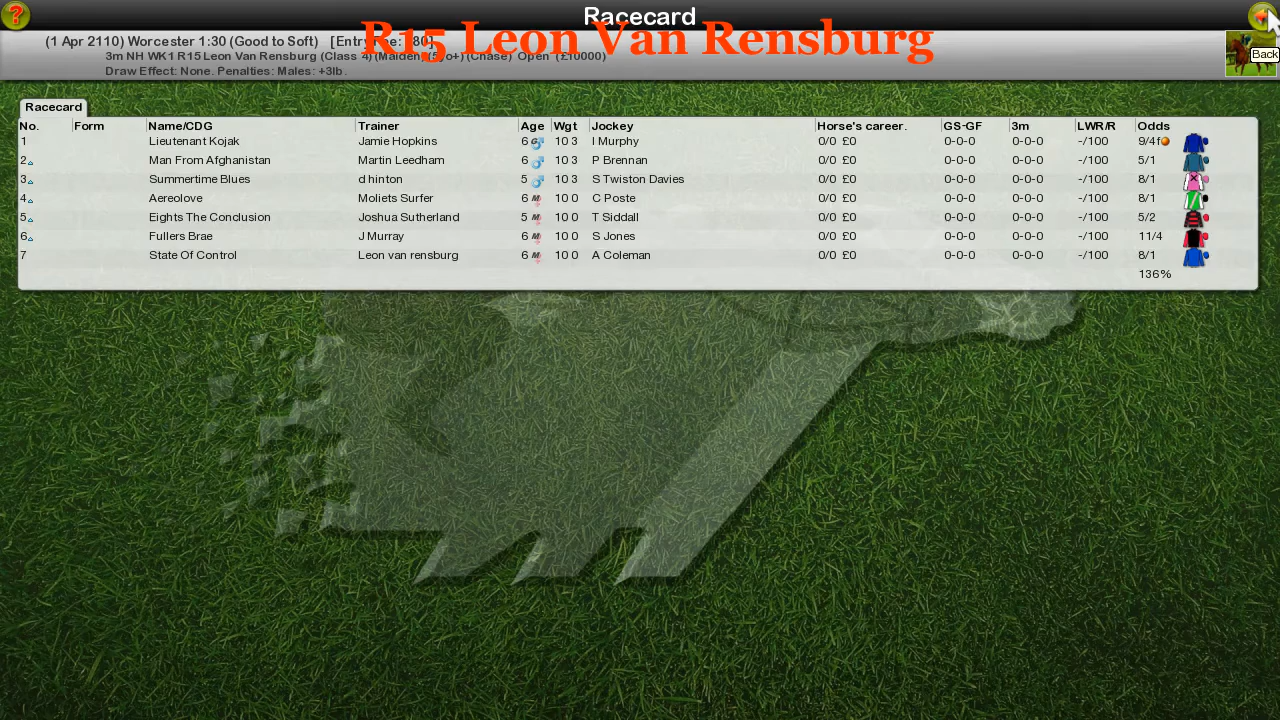 Racecard
R15 Leon Van Rensburg
(1 Apr 2110) Worcester 1:30 (Good to Soft)
3m NH WK1 R15 Leon Van Rensburg (Class 4) (Maiden) (5yo+) (Chase) Open (£10000)
Draw Effect: None. Penalties: Males: +3lb.
Back
Racecard
No. Form Name/CDG Trainer Age Wgt Jockey Horse's career. GS-GF 3m LWR/R Odds
1 Lieutenant Kojak Jamie Hopkins 6 G 10 3 I Murphy 0/0 £0 0-0-0 0-0-0 -/100 9/4f
2 Man From Afghanistan Martin Leedham 6 10 3 P Brennan 0/0 £0 0-0-0 0-0-0 -/100 5/1
3 Summertime Blues d hinton 5 10 3 S Twiston Davies 0/0 £0 0-0-0 0-0-0 -/100 8/1
4 Aereolove Moliets Surfer 6 M 10 0 C Poste 0/0 £0 0-0-0 0-0-0 -/100 8/1
5 Eights The Conclusion Joshua Sutherland 5 M 10 0 T Siddall 0/0 £0 0-0-0 0-0-0 -/100 5/2
6 Fullers Brae J Murray 6 M 10 0 S Jones 0/0 £0 0-0-0 0-0-0 -/100 11/4
7 State Of Control Leon van rensburg 6 M 10 0 A Coleman 0/0 £0 0-0-0 0-0-0 -/100 8/1
136%